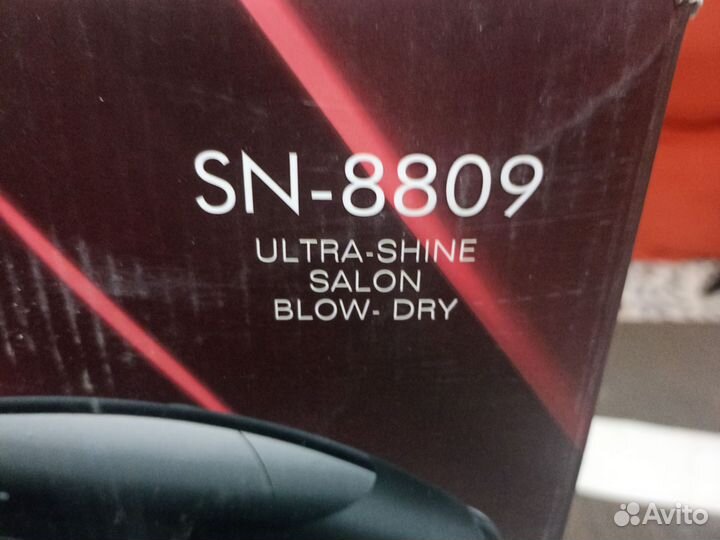 SN-8809
ULTRA-SHINE
SALON
BLOW- DRY
Avito